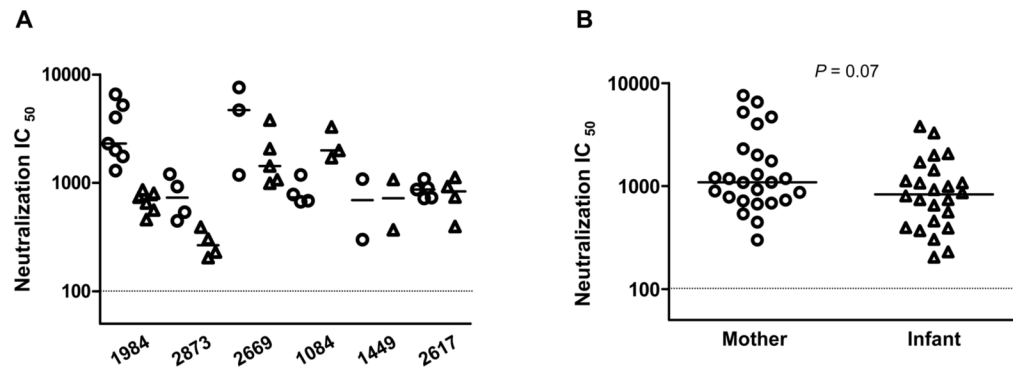 A
Neutralization IC 50
10000
1000
100
1984
2873
2669
1084
1449
2617
B
P = 0.07
Neutralization IC 50
10000
1000
100
Mother
Infant